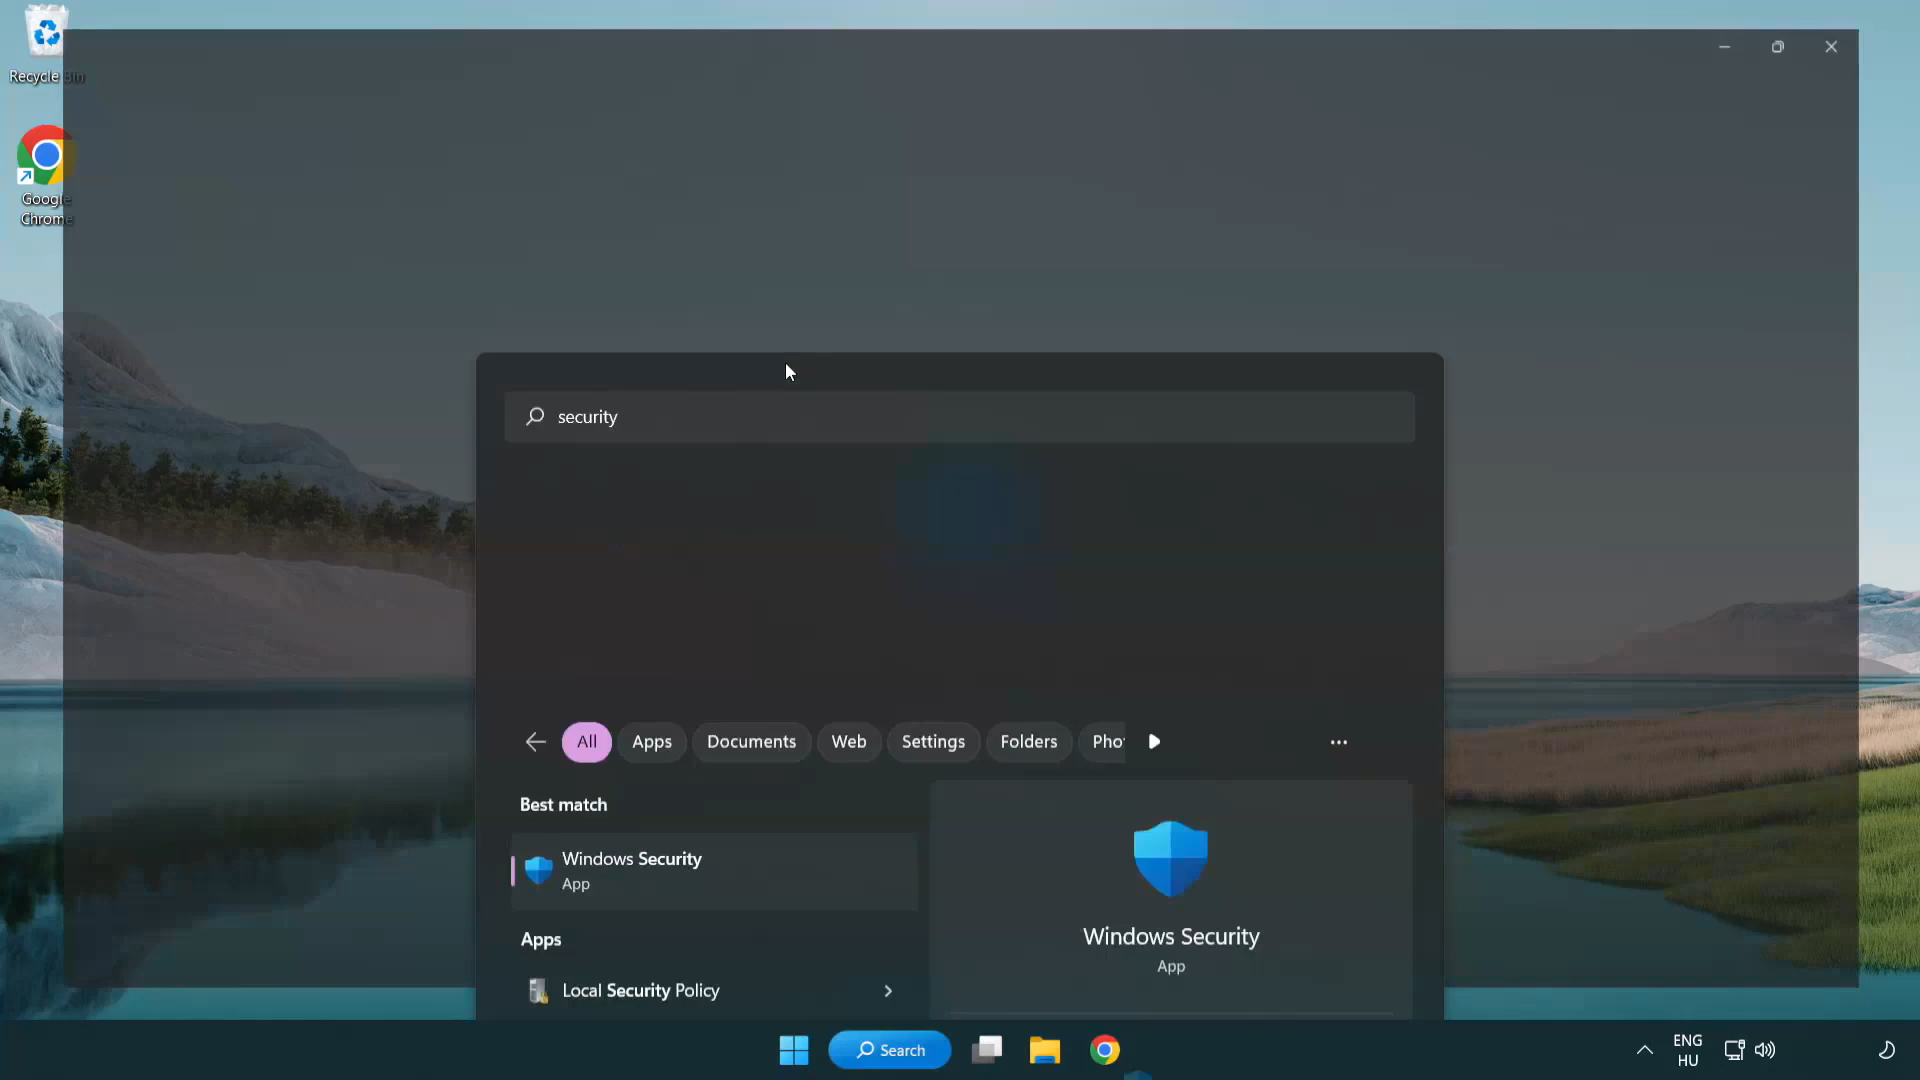 Recycle Bin
Google
Chrome
security
All
Apps
Documents
Web
Settings
Folders
Best match
Windows Security
App
Apps
Local Security Policy
Windows Security
App
Search
ENG
HU